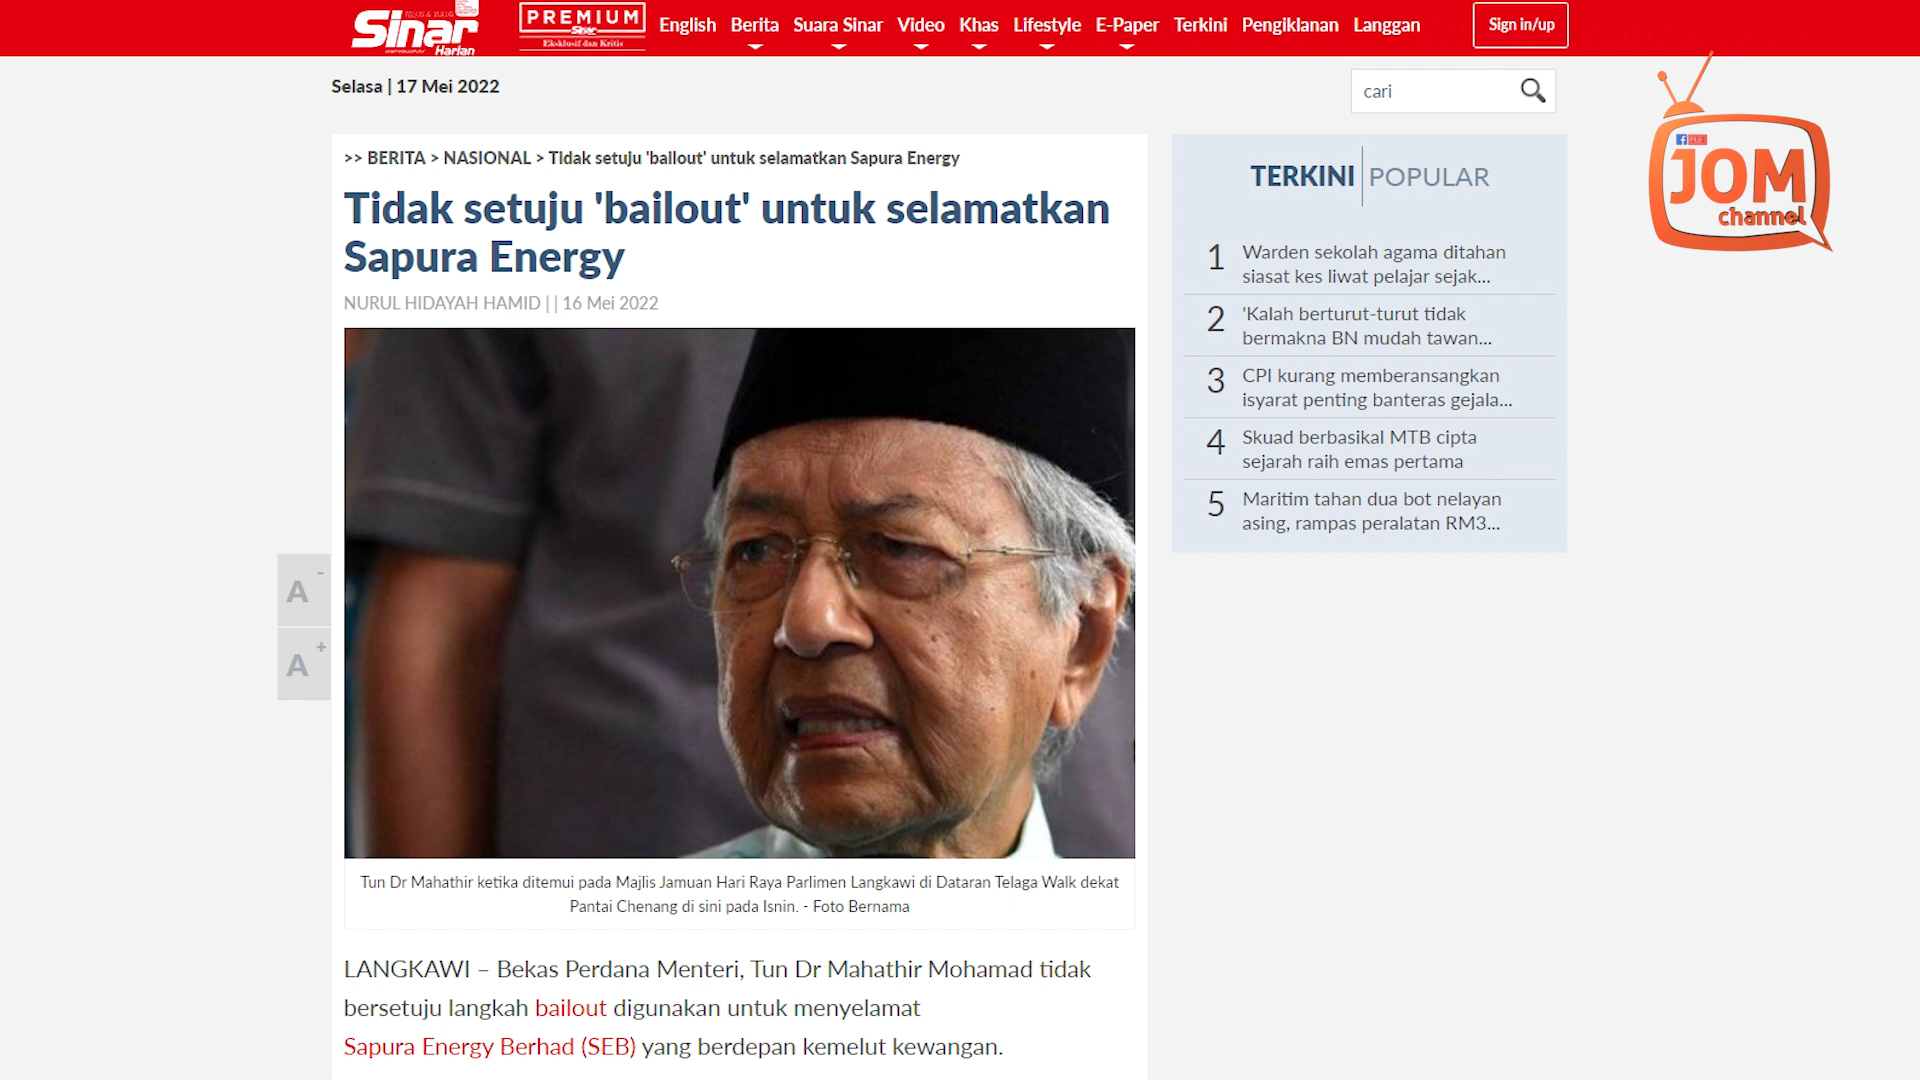 Sinar
Harian
PREMIUM
Sinar
Eksklusif dan Kritis
English Berita Suara Sinar Video Khas Lifestyle E-Paper Terkini Pengiklanan Langgan
Sign in/up
Selasa | 17 Mei 2022
cari
JOM
channel
>> BERITA > NASIONAL > Tidak setuju 'bailout' untuk selamatkan Sapura Energy
Tidak setuju 'bailout' untuk selamatkan
Sapura Energy
NURUL HIDAYAH HAMID | | 16 Mei 2022
TERKINI POPULAR
1 Warden sekolah agama ditahan
siasat kes liwat pelajar sejak...
2 'Kalah berturut-turut tidak
bermakna BN mudah tawan...
3 CPI kurang memberansangkan
isyarat penting banteras gejala...
4 Skuad berbasikal MTB cipta
sejarah raih emas pertama
5 Maritim tahan dua bot nelayan
asing, rampas peralatan RM3...
A -
A +
Tun Dr Mahathir ketika ditemui pada Majlis Jamuan Hari Raya Parlimen Langkawi di Dataran Telaga Walk dekat
Pantai Chenang di sini pada Isnin. - Foto Bernama
LANGKAWI – Bekas Perdana Menteri, Tun Dr Mahathir Mohamad tidak
bersetuju langkah bailout digunakan untuk menyelamat
Sapura Energy Berhad (SEB) yang berdepan kemelut kewangan.